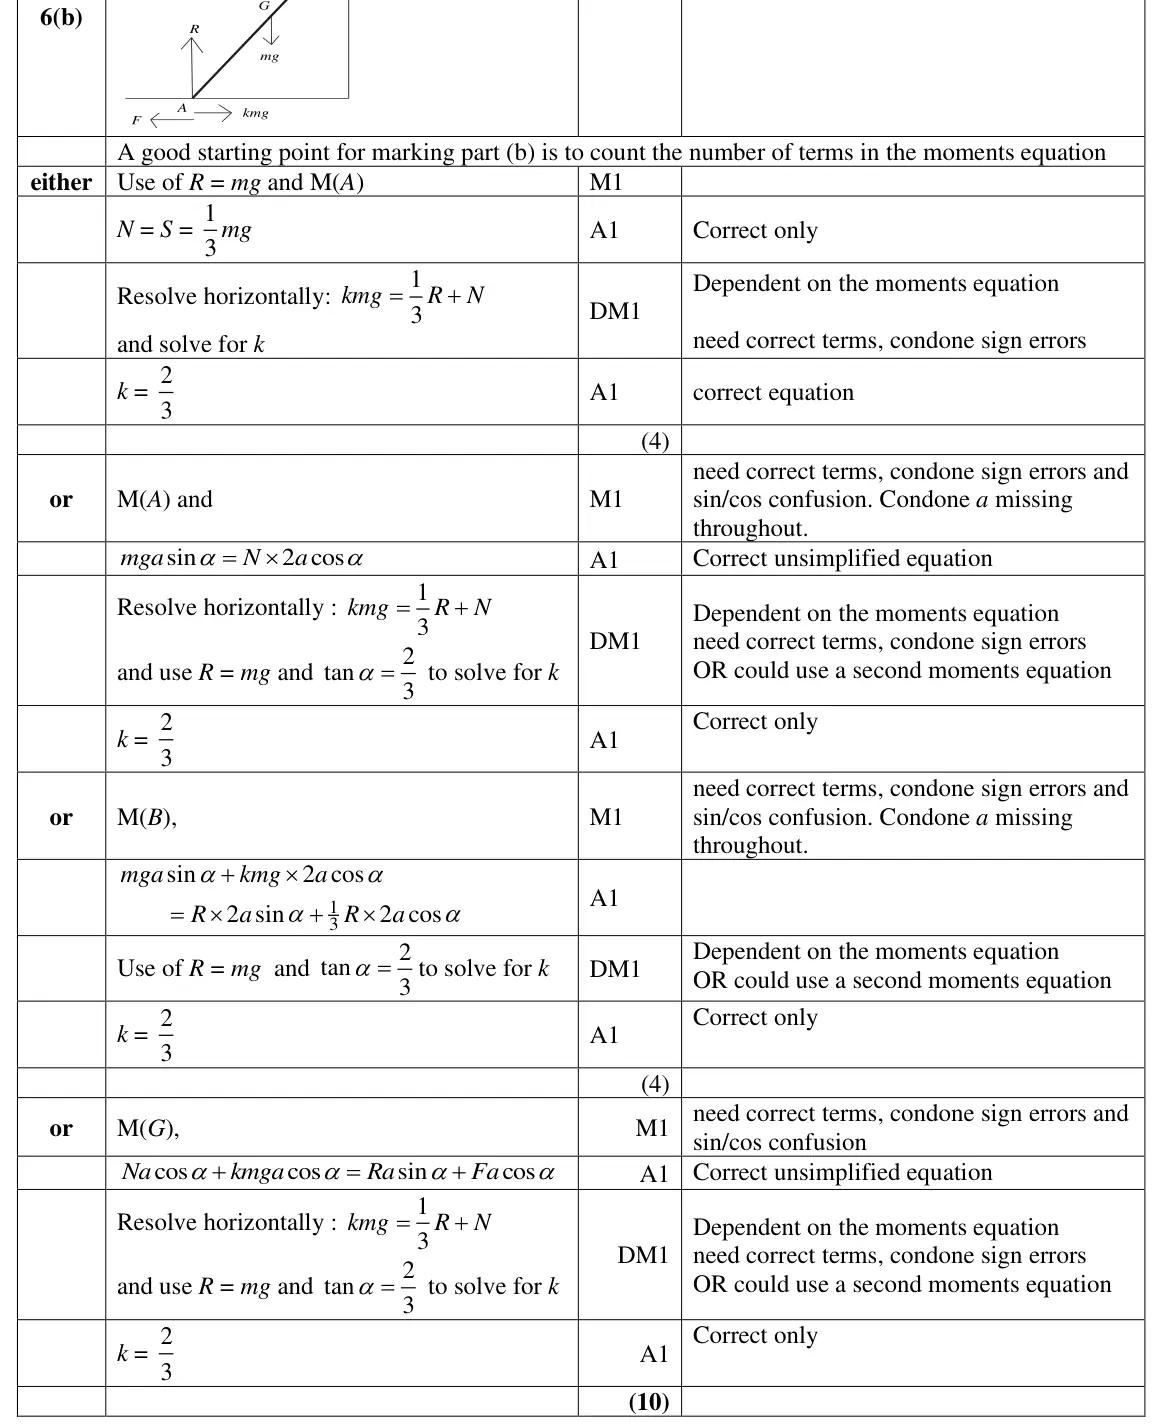 6(b)
G
R
mg
A
kmg
F
A good starting point for marking part (b) is to count the number of terms in the moments equation
either Use of R = mg and M(A) M1
N = S = 1/3 mg A1 Correct only
Resolve horizontally: kmg = 1/3 R + N
and solve for k
DM1
Dependent on the moments equation
need correct terms, condone sign errors
k = 2/3 A1 correct equation
(4)
or M(A) and M1
need correct terms, condone sign errors and
sin/cos confusion. Condone a missing
throughout.
mga sin α = N × 2a cos α A1 Correct unsimplified equation
Resolve horizontally : kmg = 1/3 R + N
and use R = mg and tan α = 2/3 to solve for k
DM1
Dependent on the moments equation
need correct terms, condone sign errors
OR could use a second moments equation
k = 2/3 A1 Correct only
or M(B), M1
need correct terms, condone sign errors and
sin/cos confusion. Condone a missing
throughout.
mga sin α + kmg × 2a cos α
= R × 2a sin α + 1/3 R × 2a cos α
A1
Use of R = mg and tan α = 2/3 to solve for k DM1
Dependent on the moments equation
OR could use a second moments equation
k = 2/3 A1 Correct only
(4)
or M(G), M1
need correct terms, condone sign errors and
sin/cos confusion
Na cos α + kmga cos α = Ra sin α + Fa cos α A1 Correct unsimplified equation
Resolve horizontally : kmg = 1/3 R + N
and use R = mg and tan α = 2/3 to solve for k
DM1
Dependent on the moments equation
need correct terms, condone sign errors
OR could use a second moments equation
k = 2/3 A1 Correct only
(10)